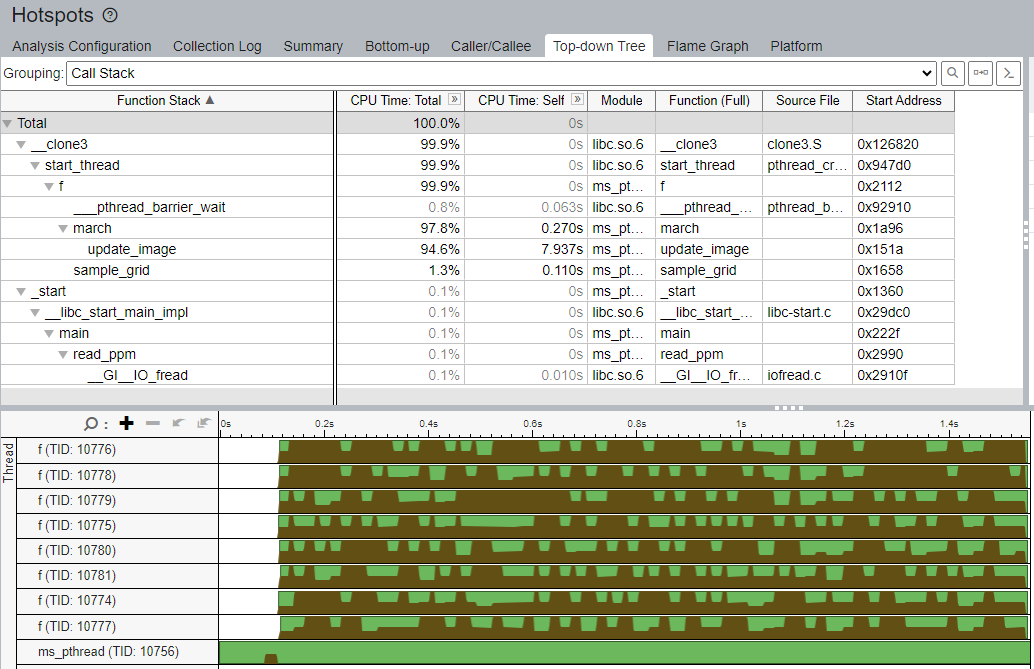 Hotspots ?
Analysis Configuration Collection Log Summary Bottom-up Caller/Callee Top-down Tree Flame Graph Platform
Grouping: Call Stack
Function Stack ▲ CPU Time: Total » CPU Time: Self » Module Function (Full) Source File Start Address
Total 100.0% 0s
__clone3 99.9% 0s libc.so.6 __clone3 clone3.S 0x126820
start_thread 99.9% 0s libc.so.6 start_thread pthread_cr... 0x947d0
f 99.9% 0s ms_pt... f 0x2112
___pthread_barrier_wait 0.8% 0.063s libc.so.6 ___pthread_... pthread_b... 0x92910
march 97.8% 0.270s ms_pt... march 0x1a96
update_image 94.6% 7.937s ms_pt... update_image 0x151a
sample_grid 1.3% 0.110s ms_pt... sample_grid 0x1658
_start 0.1% 0s ms_pt... _start 0x1360
__libc_start_main_impl 0.1% 0s libc.so.6 __libc_start_... libc-start.c 0x29dc0
main 0.1% 0s ms_pt... main 0x222f
read_ppm 0.1% 0s ms_pt... read_ppm 0x2990
__GI__IO_fread 0.1% 0.010s libc.so.6 __GI__IO_fr... iofread.c 0x2910f
: + − 0s 0.2s 0.4s 0.6s 0.8s 1s 1.2s 1.4s
Thread
f (TID: 10776)
f (TID: 10778)
f (TID: 10779)
f (TID: 10775)
f (TID: 10780)
f (TID: 10781)
f (TID: 10774)
f (TID: 10777)
ms_pthread (TID: 10756)